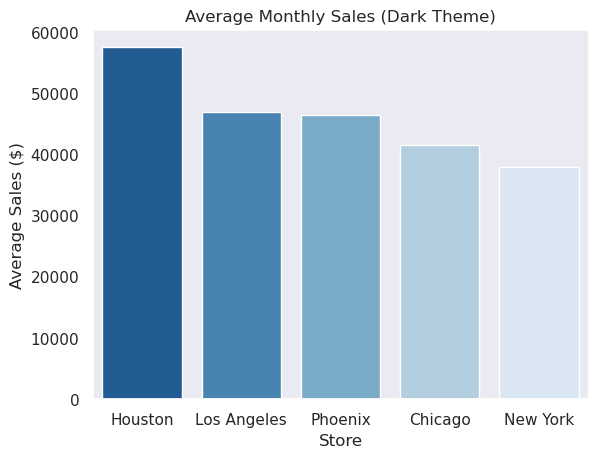 Average Monthly Sales (Dark Theme)
60000
50000
40000
30000
20000
10000
0
Average Sales ($)
Houston Los Angeles Phoenix Chicago New York
Store